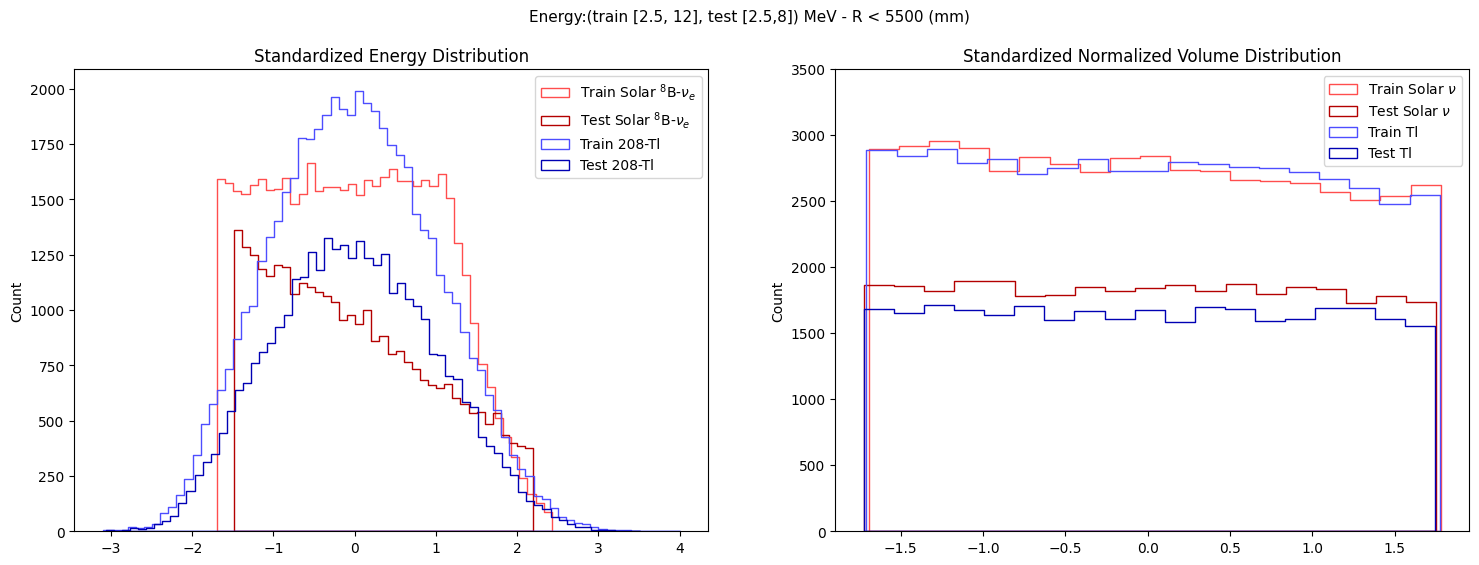 Energy:(train [2.5, 12], test [2.5,8]) MeV - R < 5500 (mm)
Standardized Energy Distribution
Count
2000
1750
1500
1250
1000
750
500
250
0
−3
−2
−1
0
1
2
3
4
Train Solar ⁸B-νₑ
Test Solar ⁸B-νₑ
Train 208-Tl
Test 208-Tl
Standardized Normalized Volume Distribution
Count
3500
3000
2500
2000
1500
1000
500
0
−1.5
−1.0
−0.5
0.0
0.5
1.0
1.5
Train Solar ν
Test Solar ν
Train Tl
Test Tl